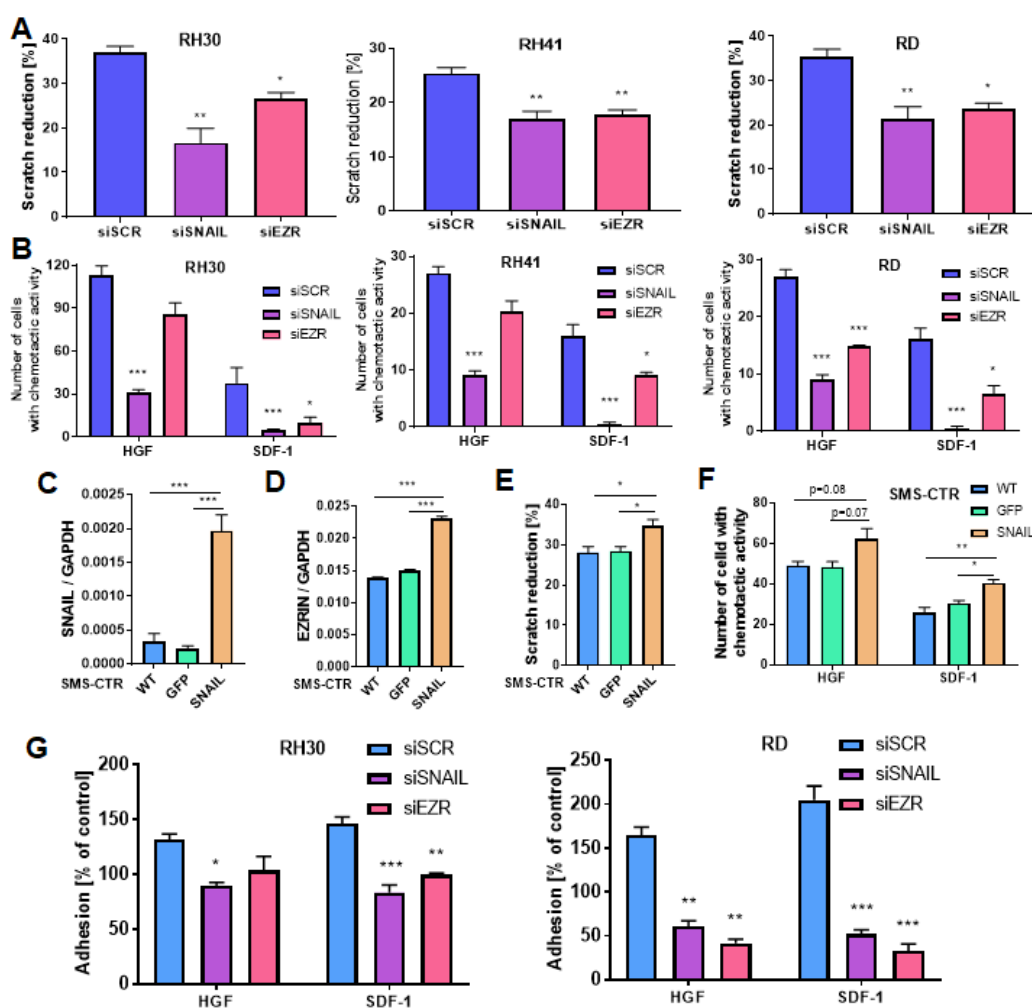 A
RH30
Scratch reduction [%]
50
40
30
20
10
0
**
*
siSCR siSNAIL siEZR
RH41
Scratch reduction [%]
30
20
10
0
**
**
siSCR siSNAIL siEZR
RD
Scratch reduction [%]
40
30
20
10
0
**
*
siSCR siSNAIL siEZR
B
RH30
Number of cells
with chemotactic activity
120
90
60
30
0
***
***
*
HGF SDF-1
siSCR
siSNAIL
siEZR
RH41
Number of cells
with chemotactic activity
30
20
10
0
***
***
*
HGF SDF-1
siSCR
siSNAIL
siEZR
RD
Number of cells
with chemotactic activity
30
20
10
0
***
***
***
*
HGF SDF-1
siSCR
siSNAIL
siEZR
C
SNAIL / GAPDH
0.0025
0.0020
0.0015
0.0010
0.0005
0.0000
***
***
SMS-CTR WT GFP SNAIL
D
EZRIN / GAPDH
0.025
0.020
0.015
0.010
0.005
0.000
***
***
SMS-CTR WT GFP SNAIL
E
Scratch reduction [%]
50
40
30
20
10
0
*
*
SMS-CTR WT GFP SNAIL
F
SMS-CTR
Number of celld with
chemotactic activity
80
60
40
20
0
p=0.08
p=0.07
**
*
HGF SDF-1
WT
GFP
SNAIL
G
RH30
Adhesion [% of control]
200
150
100
50
0
*
***
**
HGF SDF-1
siSCR
siSNAIL
siEZR
RD
Adhesion [% of control]
250
200
150
100
50
0
**
**
***
***
HGF SDF-1
siSCR
siSNAIL
siEZR